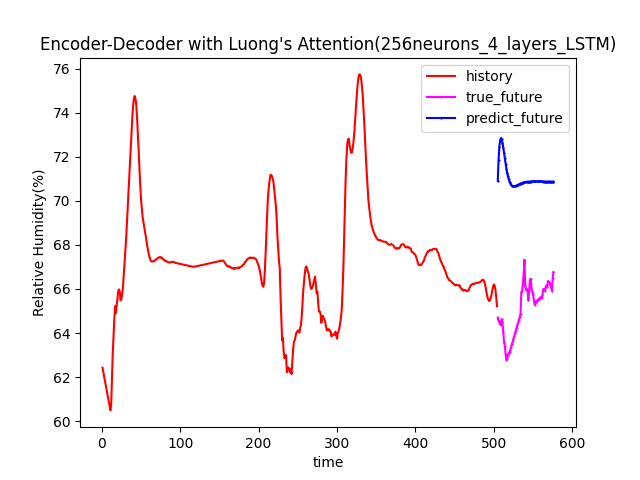 Encoder-Decoder with Luong's Attention(256neurons_4_layers_LSTM)
history
true_future
predict_future
Relative Humidity(%)
76
74
72
70
68
66
64
62
60
0 100 200 300 400 500 600
time